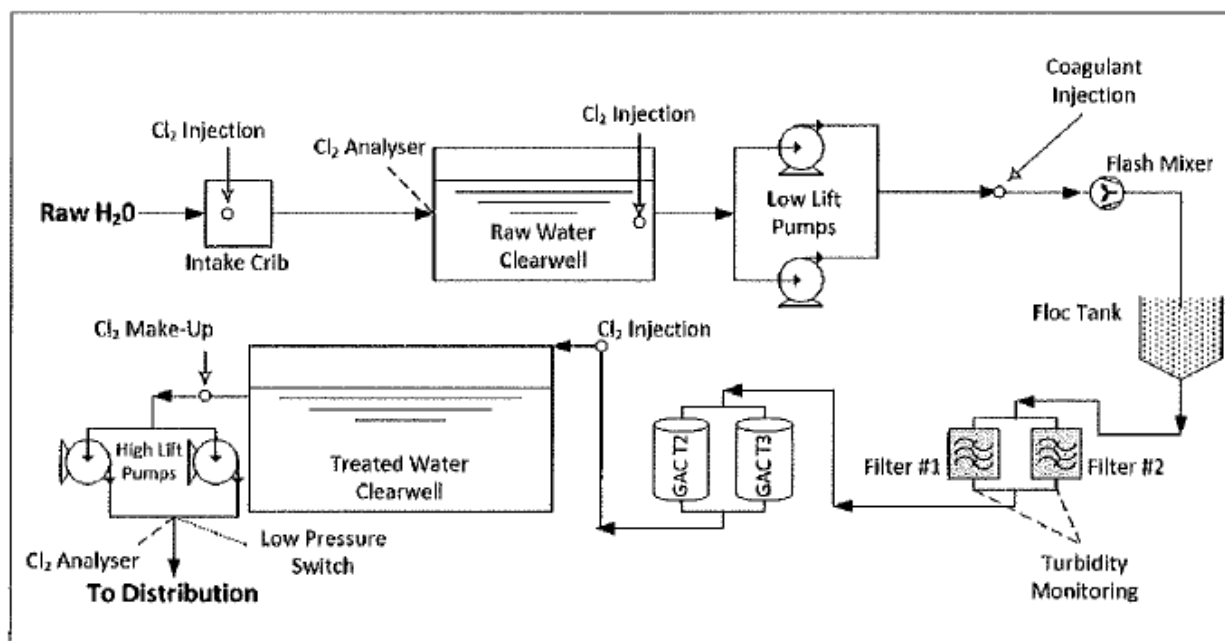 Coagulant
Injection
Cl₂ Injection
Cl₂ Injection
Cl₂ Analyser
Flash Mixer
Raw H₂0
Low Lift
Pumps
Raw Water
Clearwell
Intake Crib
Floc Tank
Cl₂ Make-Up
Cl₂ Injection
High Lift
Pumps
Treated Water
Clearwell
GAC T2
GAC T3
Filter #1
Filter #2
Cl₂ Analyser
Low Pressure
Switch
To Distribution
Turbidity
Monitoring